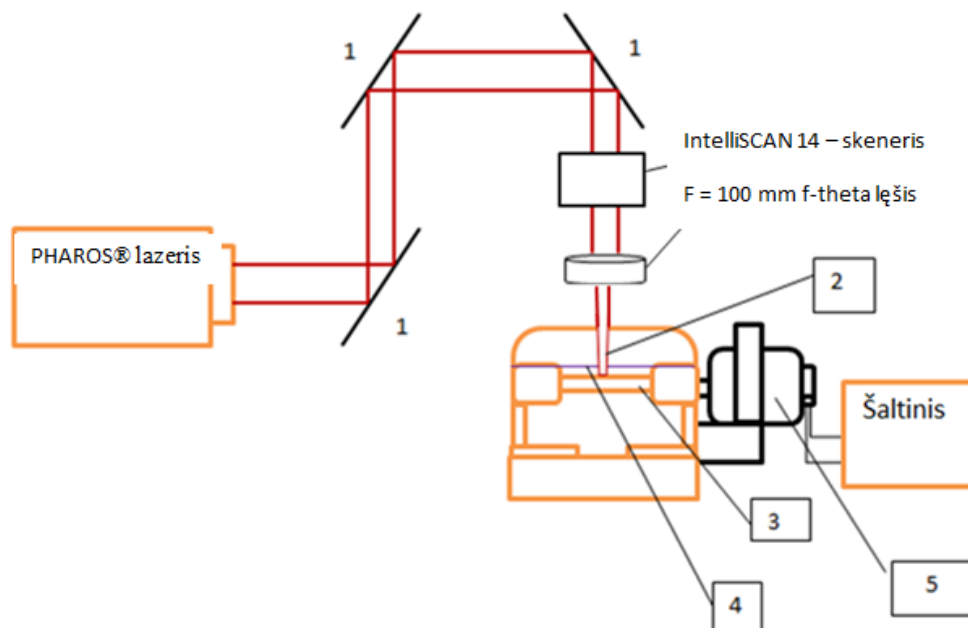 1
1
IntelliSCAN 14 – skeneris
F = 100 mm f-theta lęšis
PHAROS® lazeris
1
2
Šaltinis
3
4
5